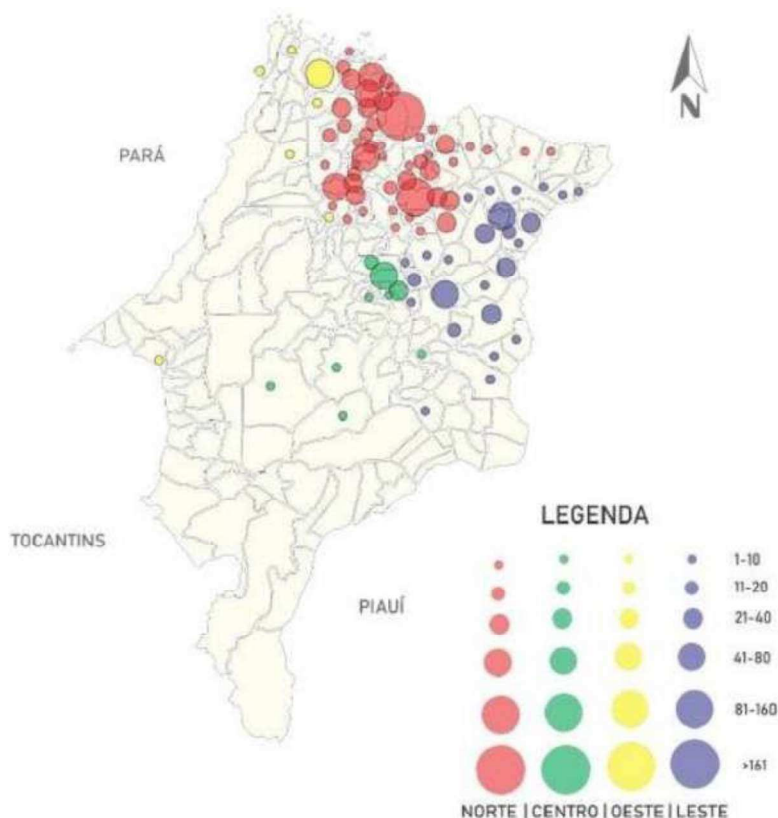 N
PARÁ
TOCANTINS
PIAUÍ
LEGENDA
1-10
11-20
21-40
41-80
81-160
>161
NORTE | CENTRO | OESTE | LESTE